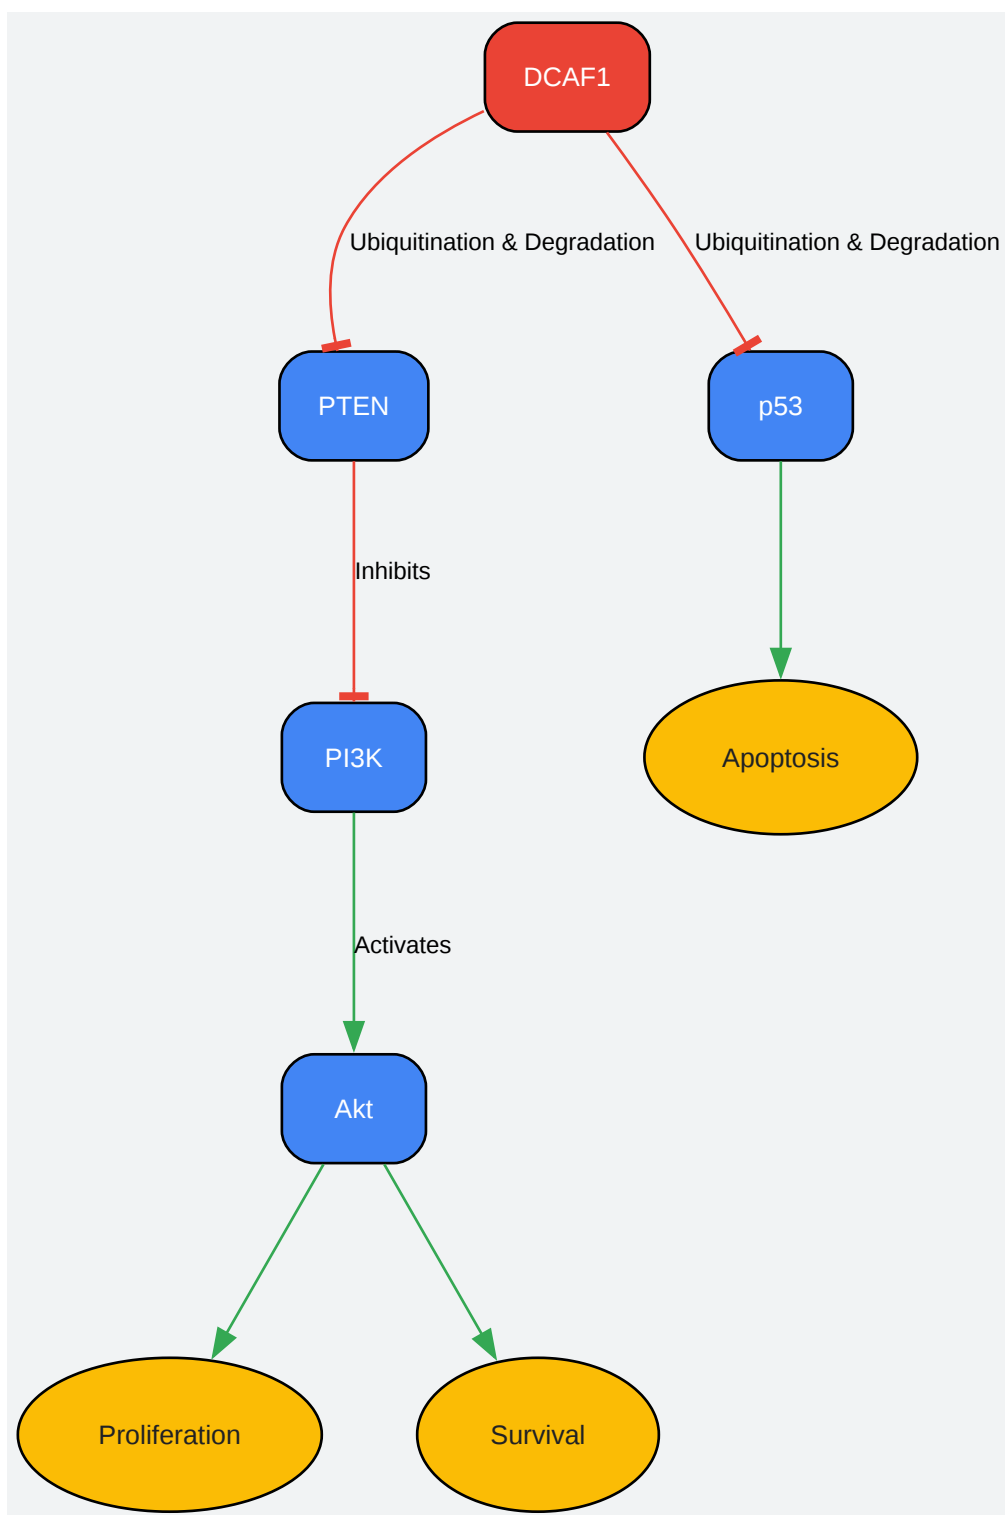 DCAF1
Ubiquitination & Degradation
Ubiquitination & Degradation
PTEN
p53
Inhibits
PI3K
Apoptosis
Activates
Akt
Proliferation
Survival